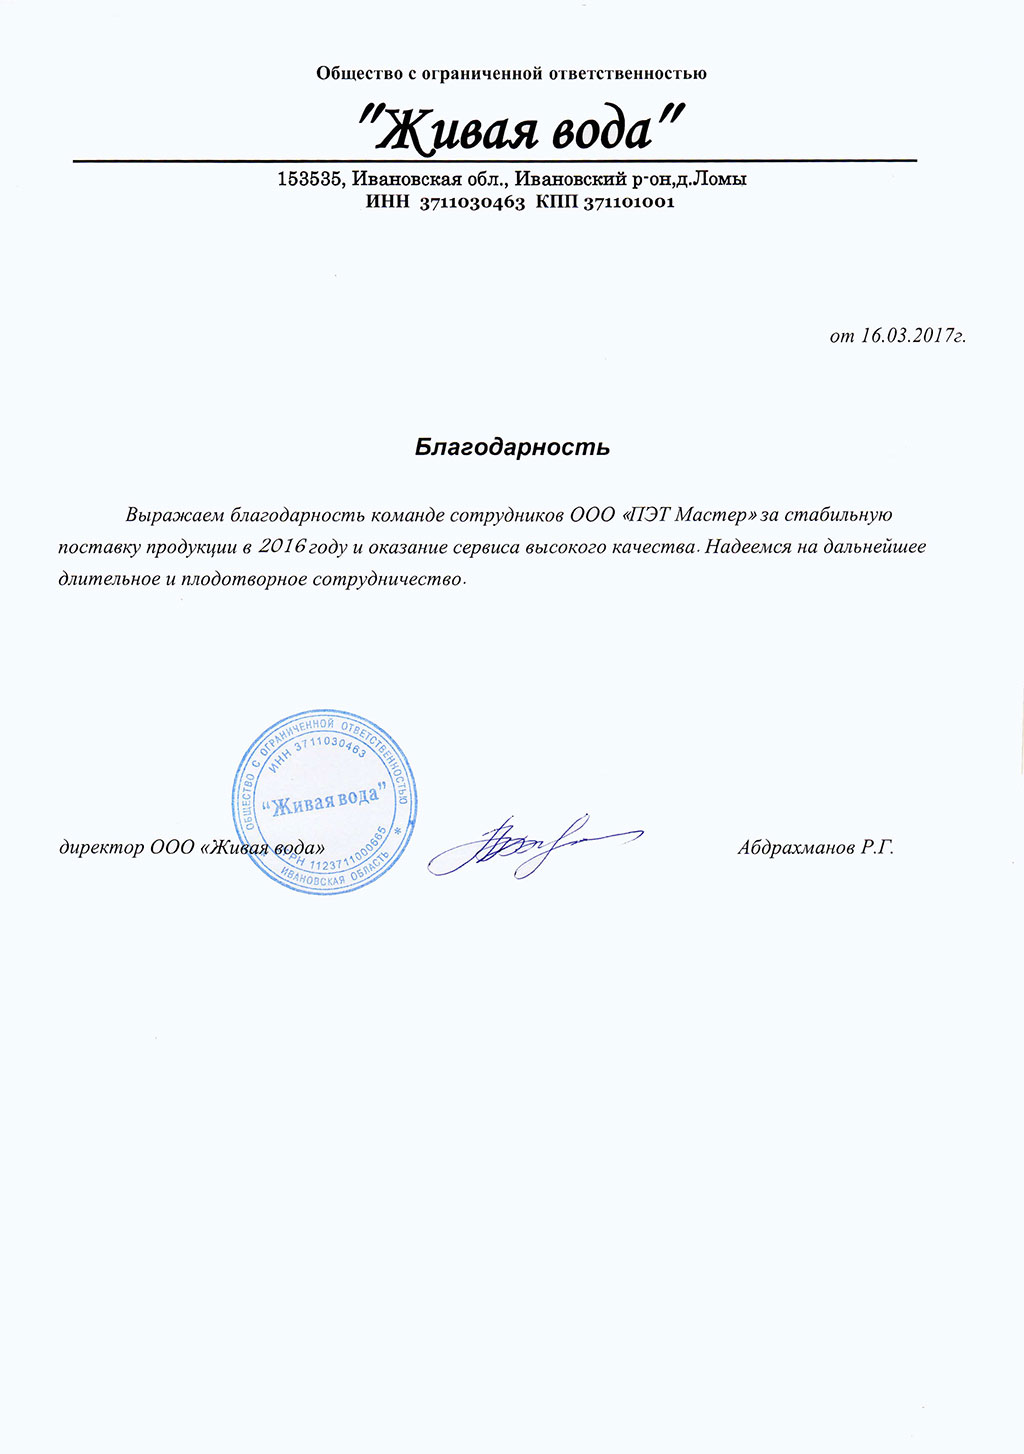 Общество с ограниченной ответственностью
"Живая вода"
153535, Ивановская обл., Ивановский р-он,д.Ломы
ИНН 3711030463 КПП 371101001
от 16.03.2017г.
Благодарность
Выражаем благодарность команде сотрудников ООО «ПЭТ Мастер» за стабильную
поставку продукции в 2016 году и оказание сервиса высокого качества. Надеемся на дальнейшее
длительное и плодотворное сотрудничество.
ОБЩЕСТВО С ОГРАНИЧЕННОЙ ОТВЕТСТВЕННОСТЬЮ
ИНН 3711030463
"Живая вода"
ОГРН 1123711000665
ИВАНОВСКАЯ ОБЛАСТЬ *
директор ООО «Живая вода»
Абдрахманов Р.Г.